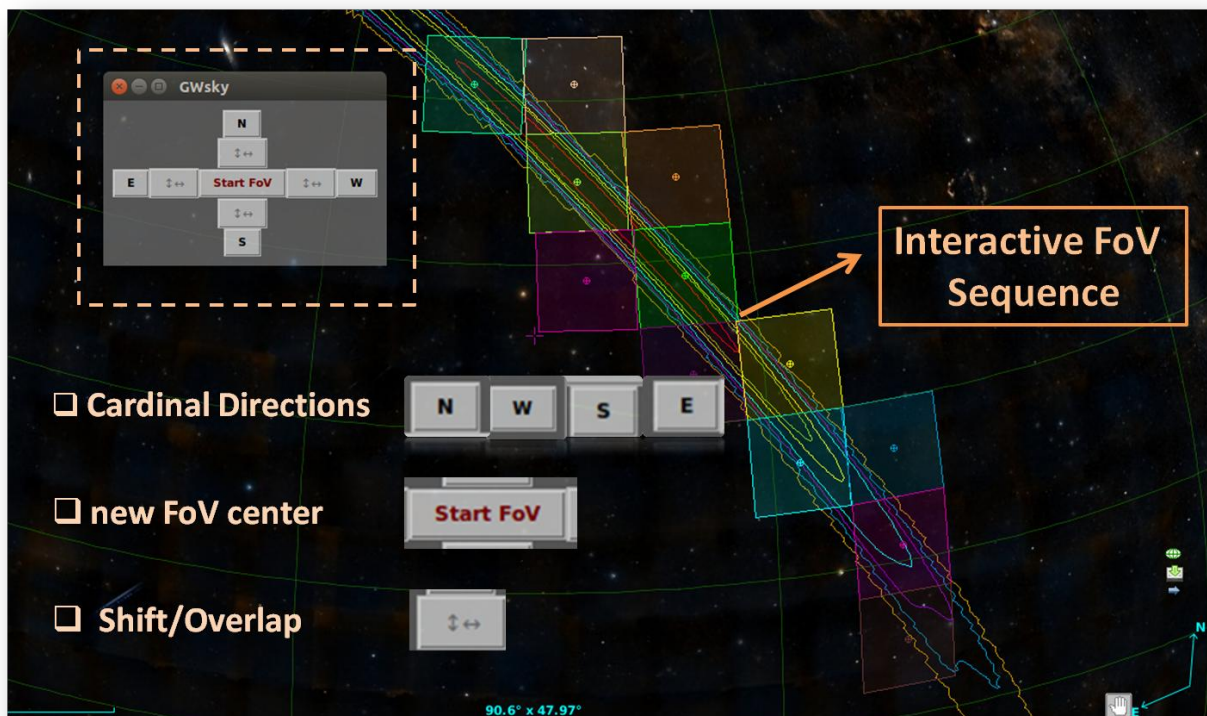 GWsky
N
E
Start FoV
W
S
Interactive FoV
Sequence
Cardinal Directions
N
W
S
E
new FoV center
Start FoV
Shift/Overlap
N
E
90.6° x 47.97°